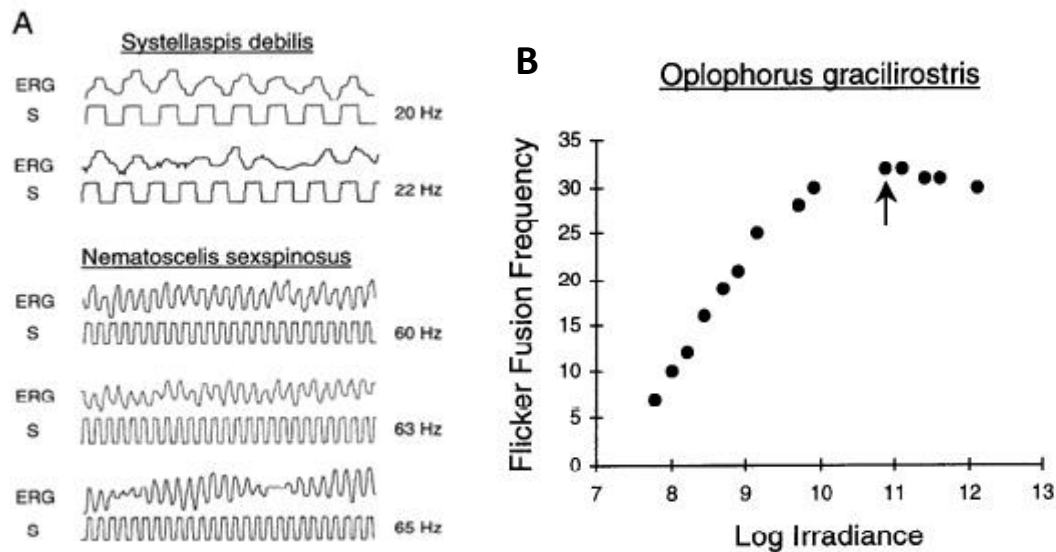 A
Systellaspis debilis
ERG
S
20 Hz
ERG
S
22 Hz
Nematoscelis sexspinosus
ERG
S
60 Hz
ERG
S
63 Hz
ERG
S
65 Hz
B
Oplophorus gracilirostris
Flicker Fusion Frequency
35
30
25
20
15
10
5
0
7 8 9 10 11 12 13
Log Irradiance